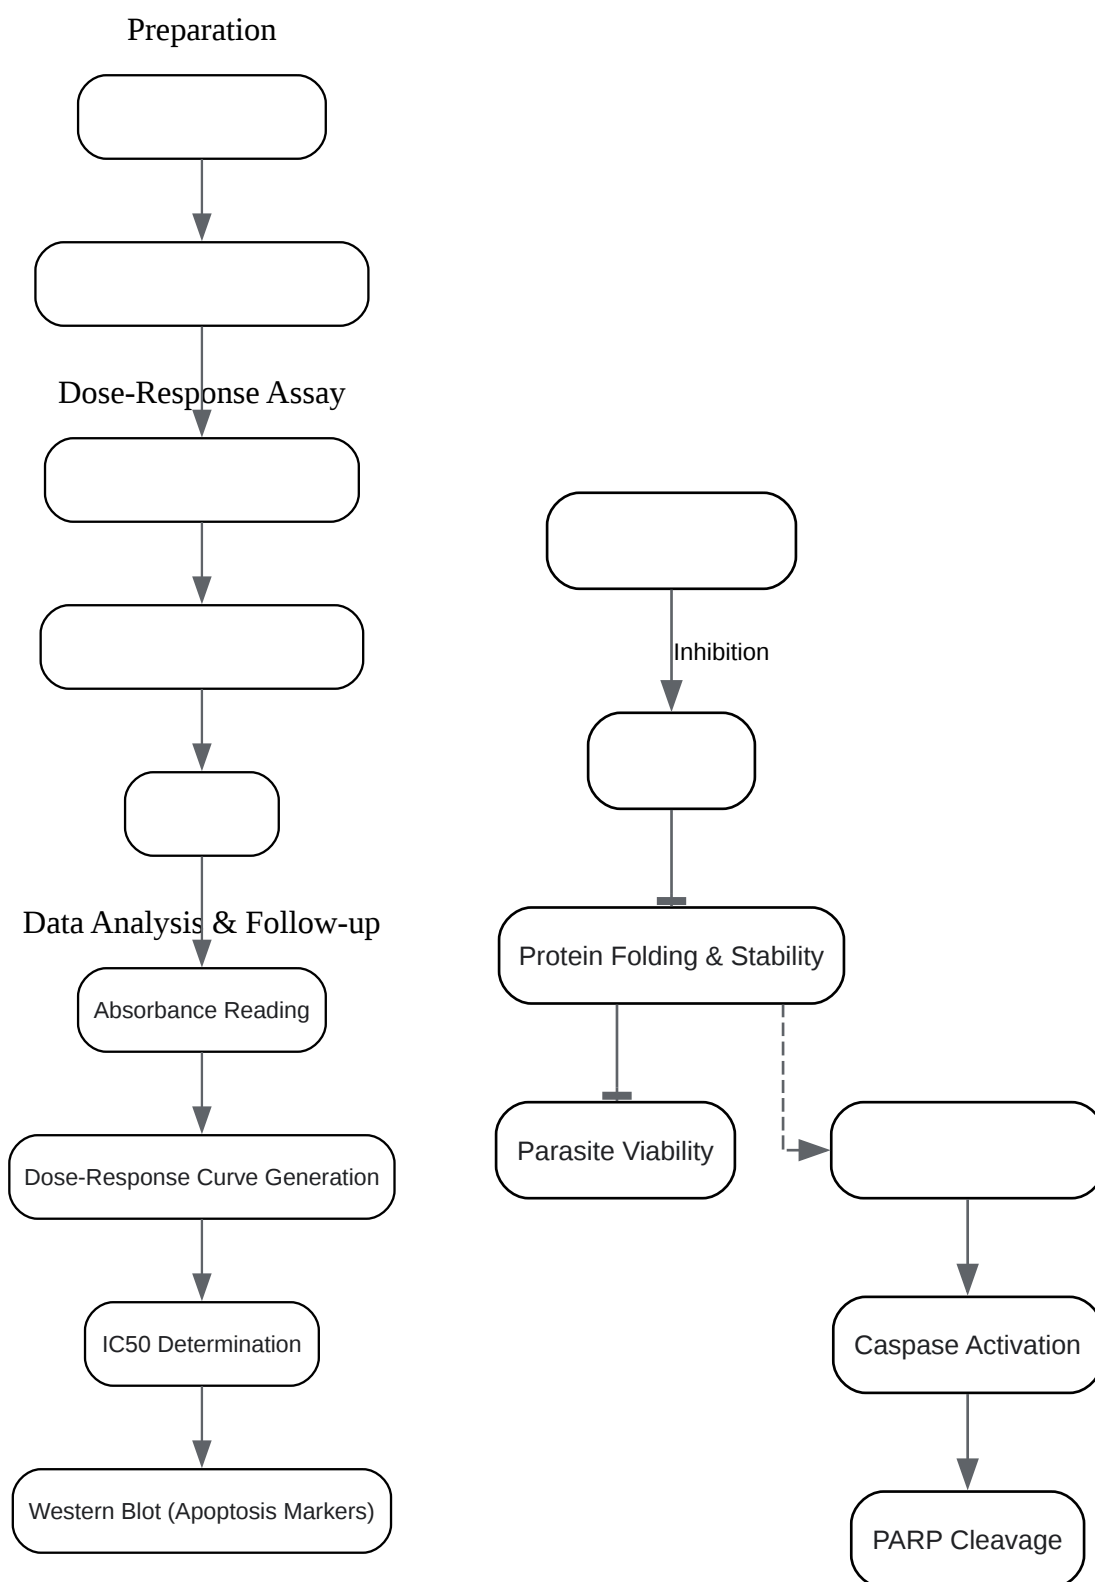 Preparation
Dose-Response Assay
Data Analysis & Follow-up
Absorbance Reading
Dose-Response Curve Generation
IC50 Determination
Western Blot (Apoptosis Markers)
Inhibition
Protein Folding & Stability
Parasite Viability
Caspase Activation
PARP Cleavage